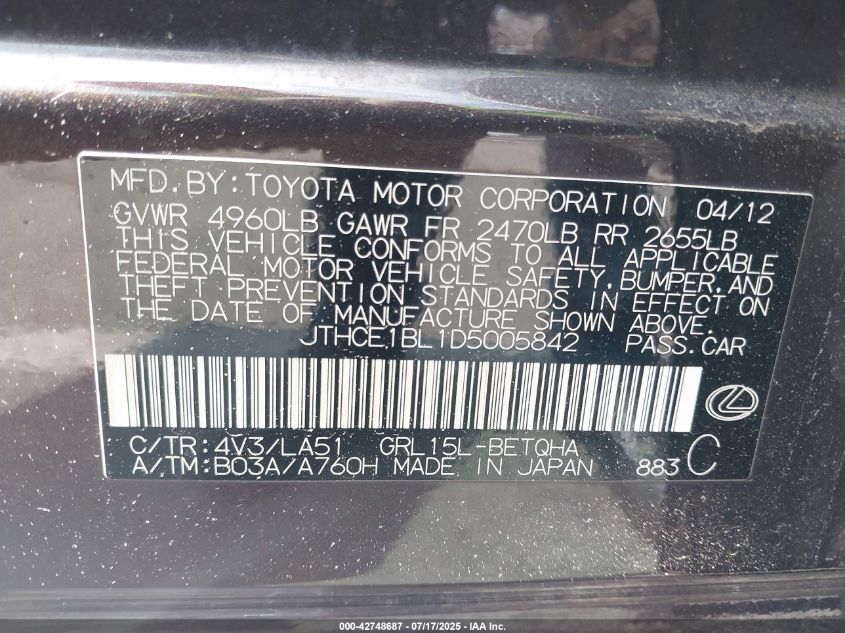 MFD. BY: TOYOTA MOTOR CORPORATION 04/12
GVWR 4960LB GAWR FR 2470LB RR 2655LB
THIS VEHICLE CONFORMS TO ALL APPLICABLE
FEDERAL MOTOR VEHICLE SAFETY, BUMPER, AND
THEFT PREVENTION STANDARDS IN EFFECT ON
THE DATE OF MANUFACTURE SHOWN ABOVE.
JTHCE1BL1D5005842 PASS. CAR
C/TR: 4V3/LA51 GRL15L-BETQHA
A/TM: B03A/A760H MADE IN JAPAN 883 C
000-42748687 - 07/17/2025 - IAA Inc.